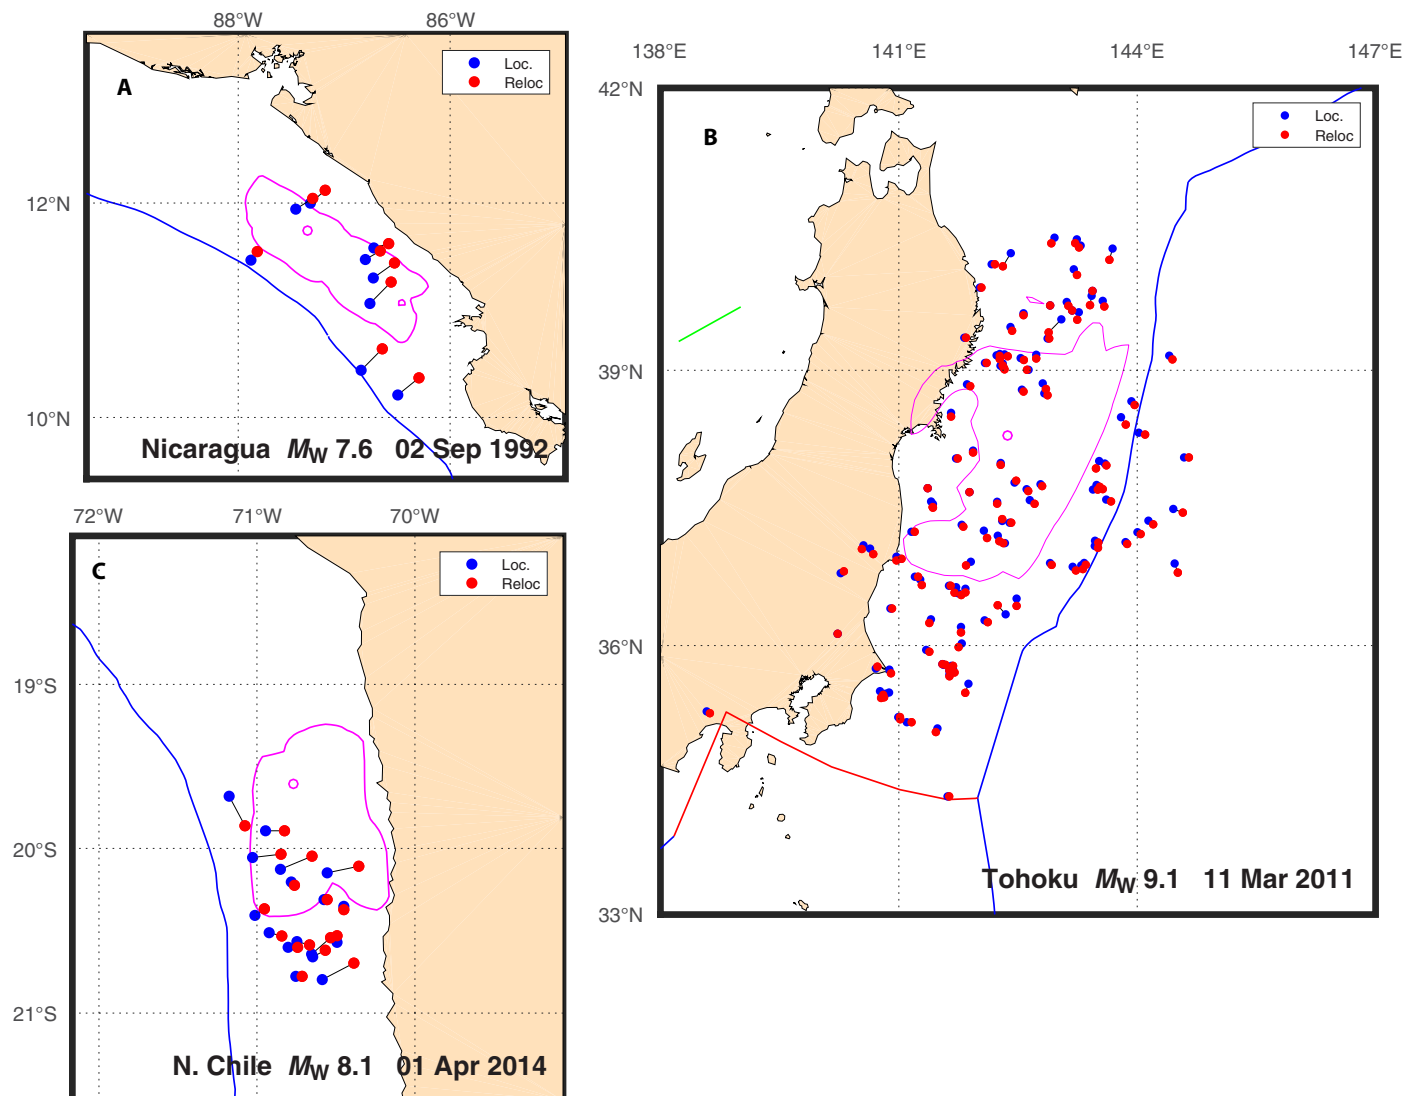 88°W 86°W
A
Loc.
Reloc
12°N
10°N
Nicaragua MW 7.6 02 Sep 1992
138°E 141°E 144°E 147°E
42°N
B
Loc.
Reloc
39°N
36°N
33°N
Tohoku MW 9.1 11 Mar 2011
72°W 71°W 70°W
C
Loc.
Reloc
19°S
20°S
21°S
N. Chile MW 8.1 01 Apr 2014